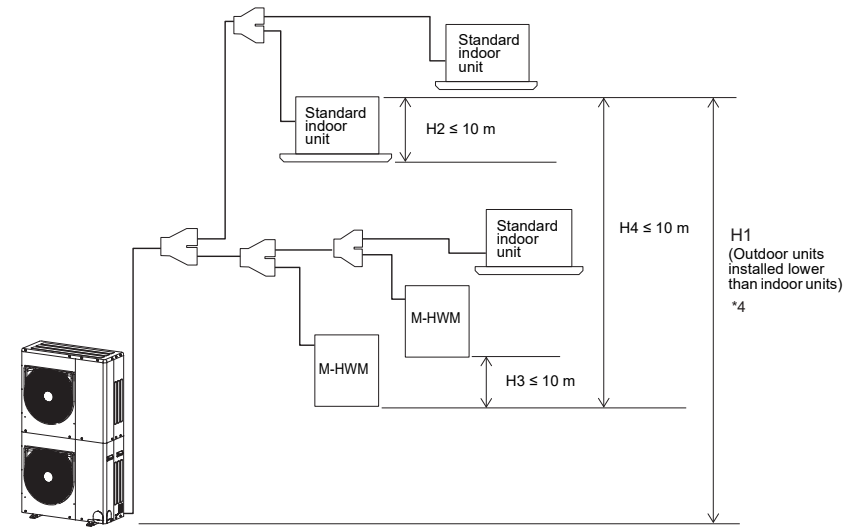 Standard
indoor
unit
Standard
indoor
unit
H2 ≤ 10 m
Standard
indoor
unit
H4 ≤ 10 m
H1
(Outdoor units
installed lower
than indoor units)
*4
M-HWM
M-HWM
H3 ≤ 10 m